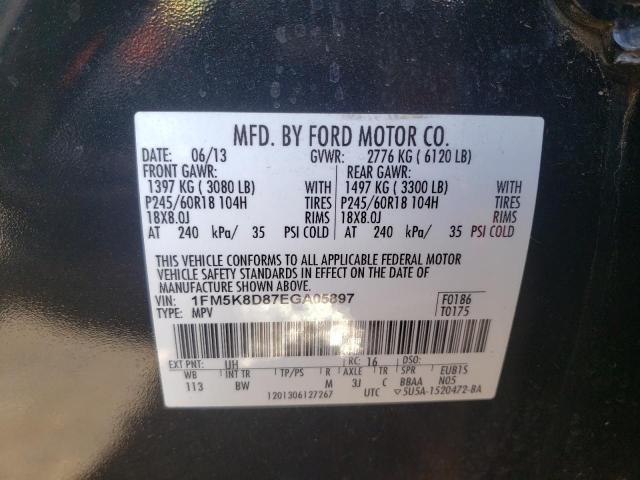 MFD. BY FORD MOTOR CO.
DATE: 06/13 GVWR: 2776 KG ( 6120 LB)
FRONT GAWR: REAR GAWR:
1397 KG ( 3080 LB) WITH 1497 KG ( 3300 LB) WITH
P245/60R18 104H TIRES P245/60R18 104H TIRES
18X8.0J RIMS 18X8.0J RIMS
AT 240 kPa/ 35 PSI COLD AT 240 kPa/ 35 PSI COLD
THIS VEHICLE CONFORMS TO ALL APPLICABLE FEDERAL MOTOR
VEHICLE SAFETY STANDARDS IN EFFECT ON THE DATE OF
MANUFACTURE SHOWN ABOVE.
VIN: 1FM5K8D87EGA05897 F0186
TYPE: MPV T0175
EXT PNT: UH RC: 16 DSO:
WB INT TR TP/PS R AXLE TR SPR EUB1S
113 BW M 3J C BBAA N05
1201306127267 UTC ▽5U5A-1520472-BA